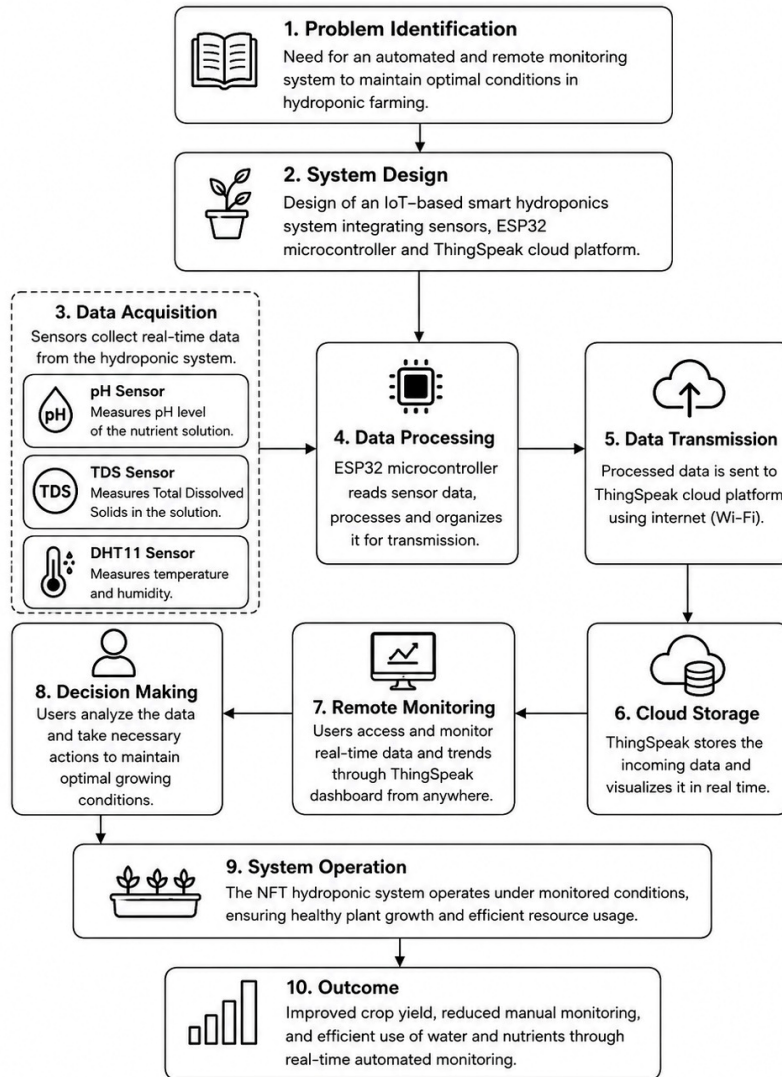 1. Problem Identification
Need for an automated and remote monitoring
system to maintain optimal conditions in
hydroponic farming.
2. System Design
Design of an IoT-based smart hydroponics
system integrating sensors, ESP32
microcontroller and ThingSpeak cloud platform.
3. Data Acquisition
Sensors collect real-time data
from the hydroponic system.
pH
pH Sensor
Measures pH level
of the nutrient solution.
TDS
TDS Sensor
Measures Total Dissolved
Solids in the solution.
DHT11 Sensor
Measures temperature
and humidity.
4. Data Processing
ESP32 microcontroller
reads sensor data,
processes and organizes
it for transmission.
5. Data Transmission
Processed data is sent to
ThingSpeak cloud platform
using internet (Wi-Fi).
6. Cloud Storage
ThingSpeak stores the
incoming data and
visualizes it in real time.
7. Remote Monitoring
Users access and monitor
real-time data and trends
through ThingSpeak
dashboard from anywhere.
8. Decision Making
Users analyze the data
and take necessary
actions to maintain
optimal growing
conditions.
9. System Operation
The NFT hydroponic system operates under monitored conditions,
ensuring healthy plant growth and efficient resource usage.
10. Outcome
Improved crop yield, reduced manual monitoring,
and efficient use of water and nutrients through
real-time automated monitoring.